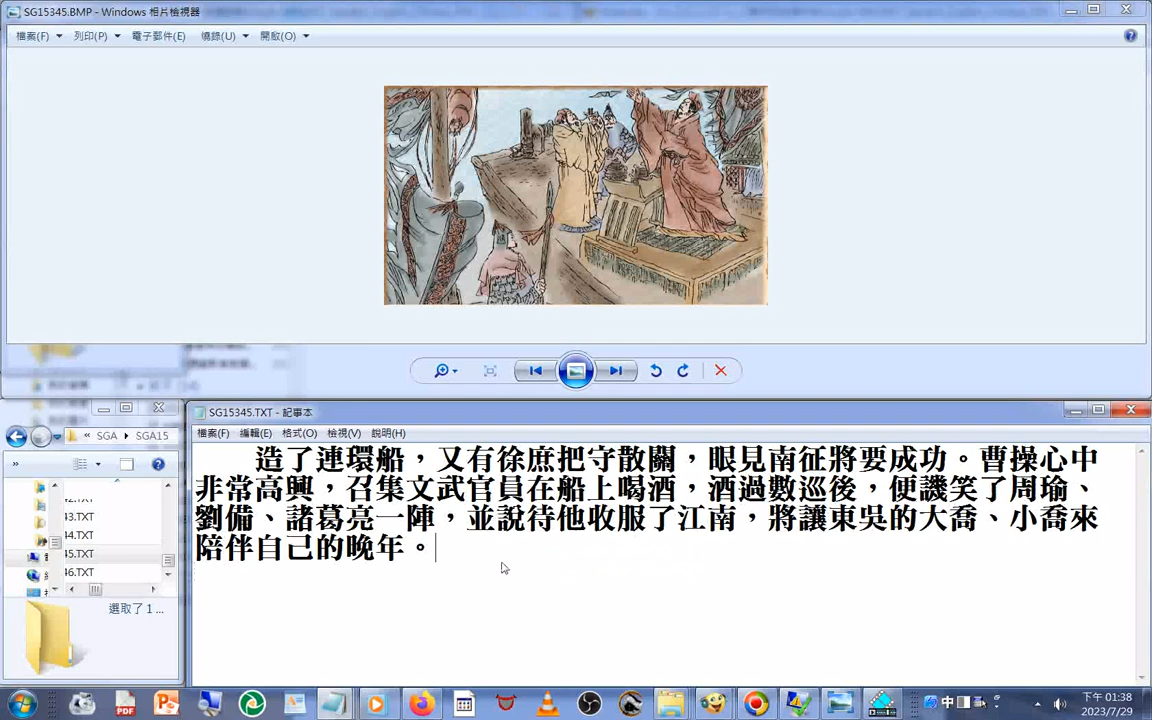 SG15345.BMP - Windows 相片檢視器
檔案(F) 列印(P) 電子郵件(E) 燒錄(U) 開啟(O)
« SGA ▸ SGA15
»
43.TXT
44.TXT
45.TXT
46.TXT
選取了 1 ...
SG15345.TXT - 記事本
檔案(F) 編輯(E) 格式(O) 檢視(V) 說明(H)
造了連環船，又有徐庶把守散關，眼見南征將要成功。曹操心中
非常高興，召集文武官員在船上喝酒，酒過數巡後，便譏笑了周瑜、
劉備、諸葛亮一陣，並說待他收服了江南，將讓東吳的大喬、小喬來
陪伴自己的晚年。
PDF
中
下午 01:38
2023/7/29